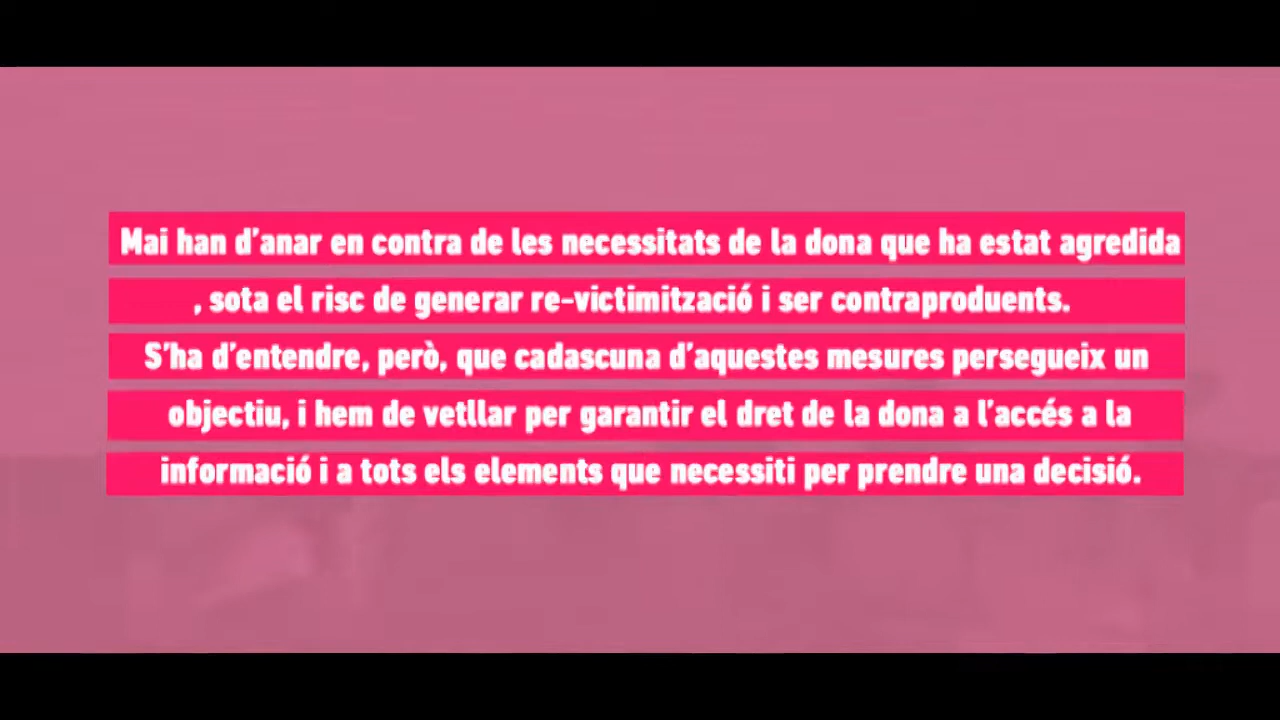 Mai han d'anar en contra de les necessitats de la dona que ha estat agredida
, sota el risc de generar re-victimització i ser contraproduents.
S'ha d'entendre, però, que cadascuna d'aquestes mesures persegueix un
objectiu, i hem de vetllar per garantir el dret de la dona a l'accés a la
informació i a tots els elements que necessiti per prendre una decisió.